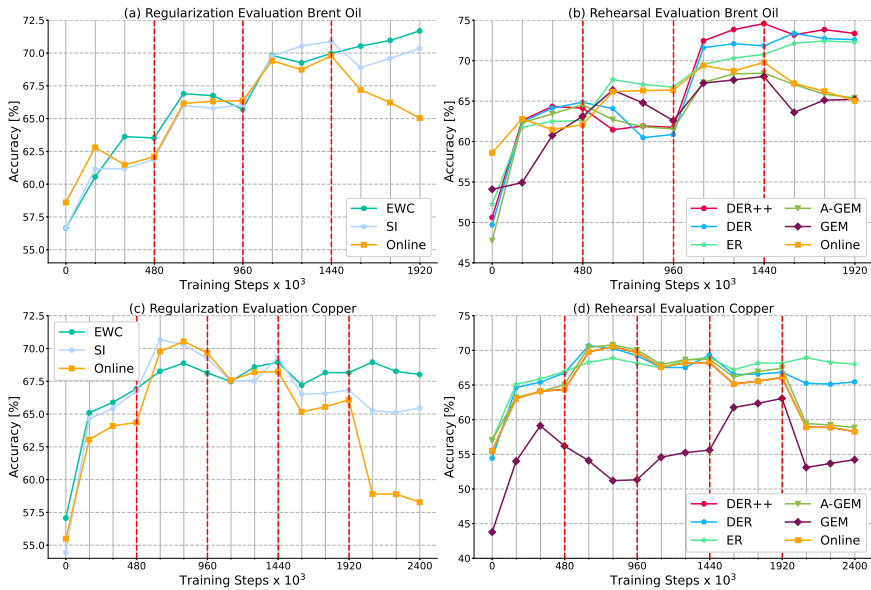 (a) Regularization Evaluation Brent Oil
72.5
70.0
67.5
65.0
62.5
60.0
57.5
55.0
Accuracy [%]
EWC
SI
Online
0
480
960
1440
1920
Training Steps x 10³
(b) Rehearsal Evaluation Brent Oil
75
70
65
60
55
50
45
Accuracy [%]
DER++
DER
ER
A-GEM
GEM
Online
0
480
960
1440
1920
Training Steps x 10³
(c) Regularization Evaluation Copper
72.5
70.0
67.5
65.0
62.5
60.0
57.5
55.0
Accuracy [%]
EWC
SI
Online
0
480
960
1440
1920
2400
Training Steps x 10³
(d) Rehearsal Evaluation Copper
75
70
65
60
55
50
45
40
Accuracy [%]
DER++
DER
ER
A-GEM
GEM
Online
0
480
960
1440
1920
2400
Training Steps x 10³